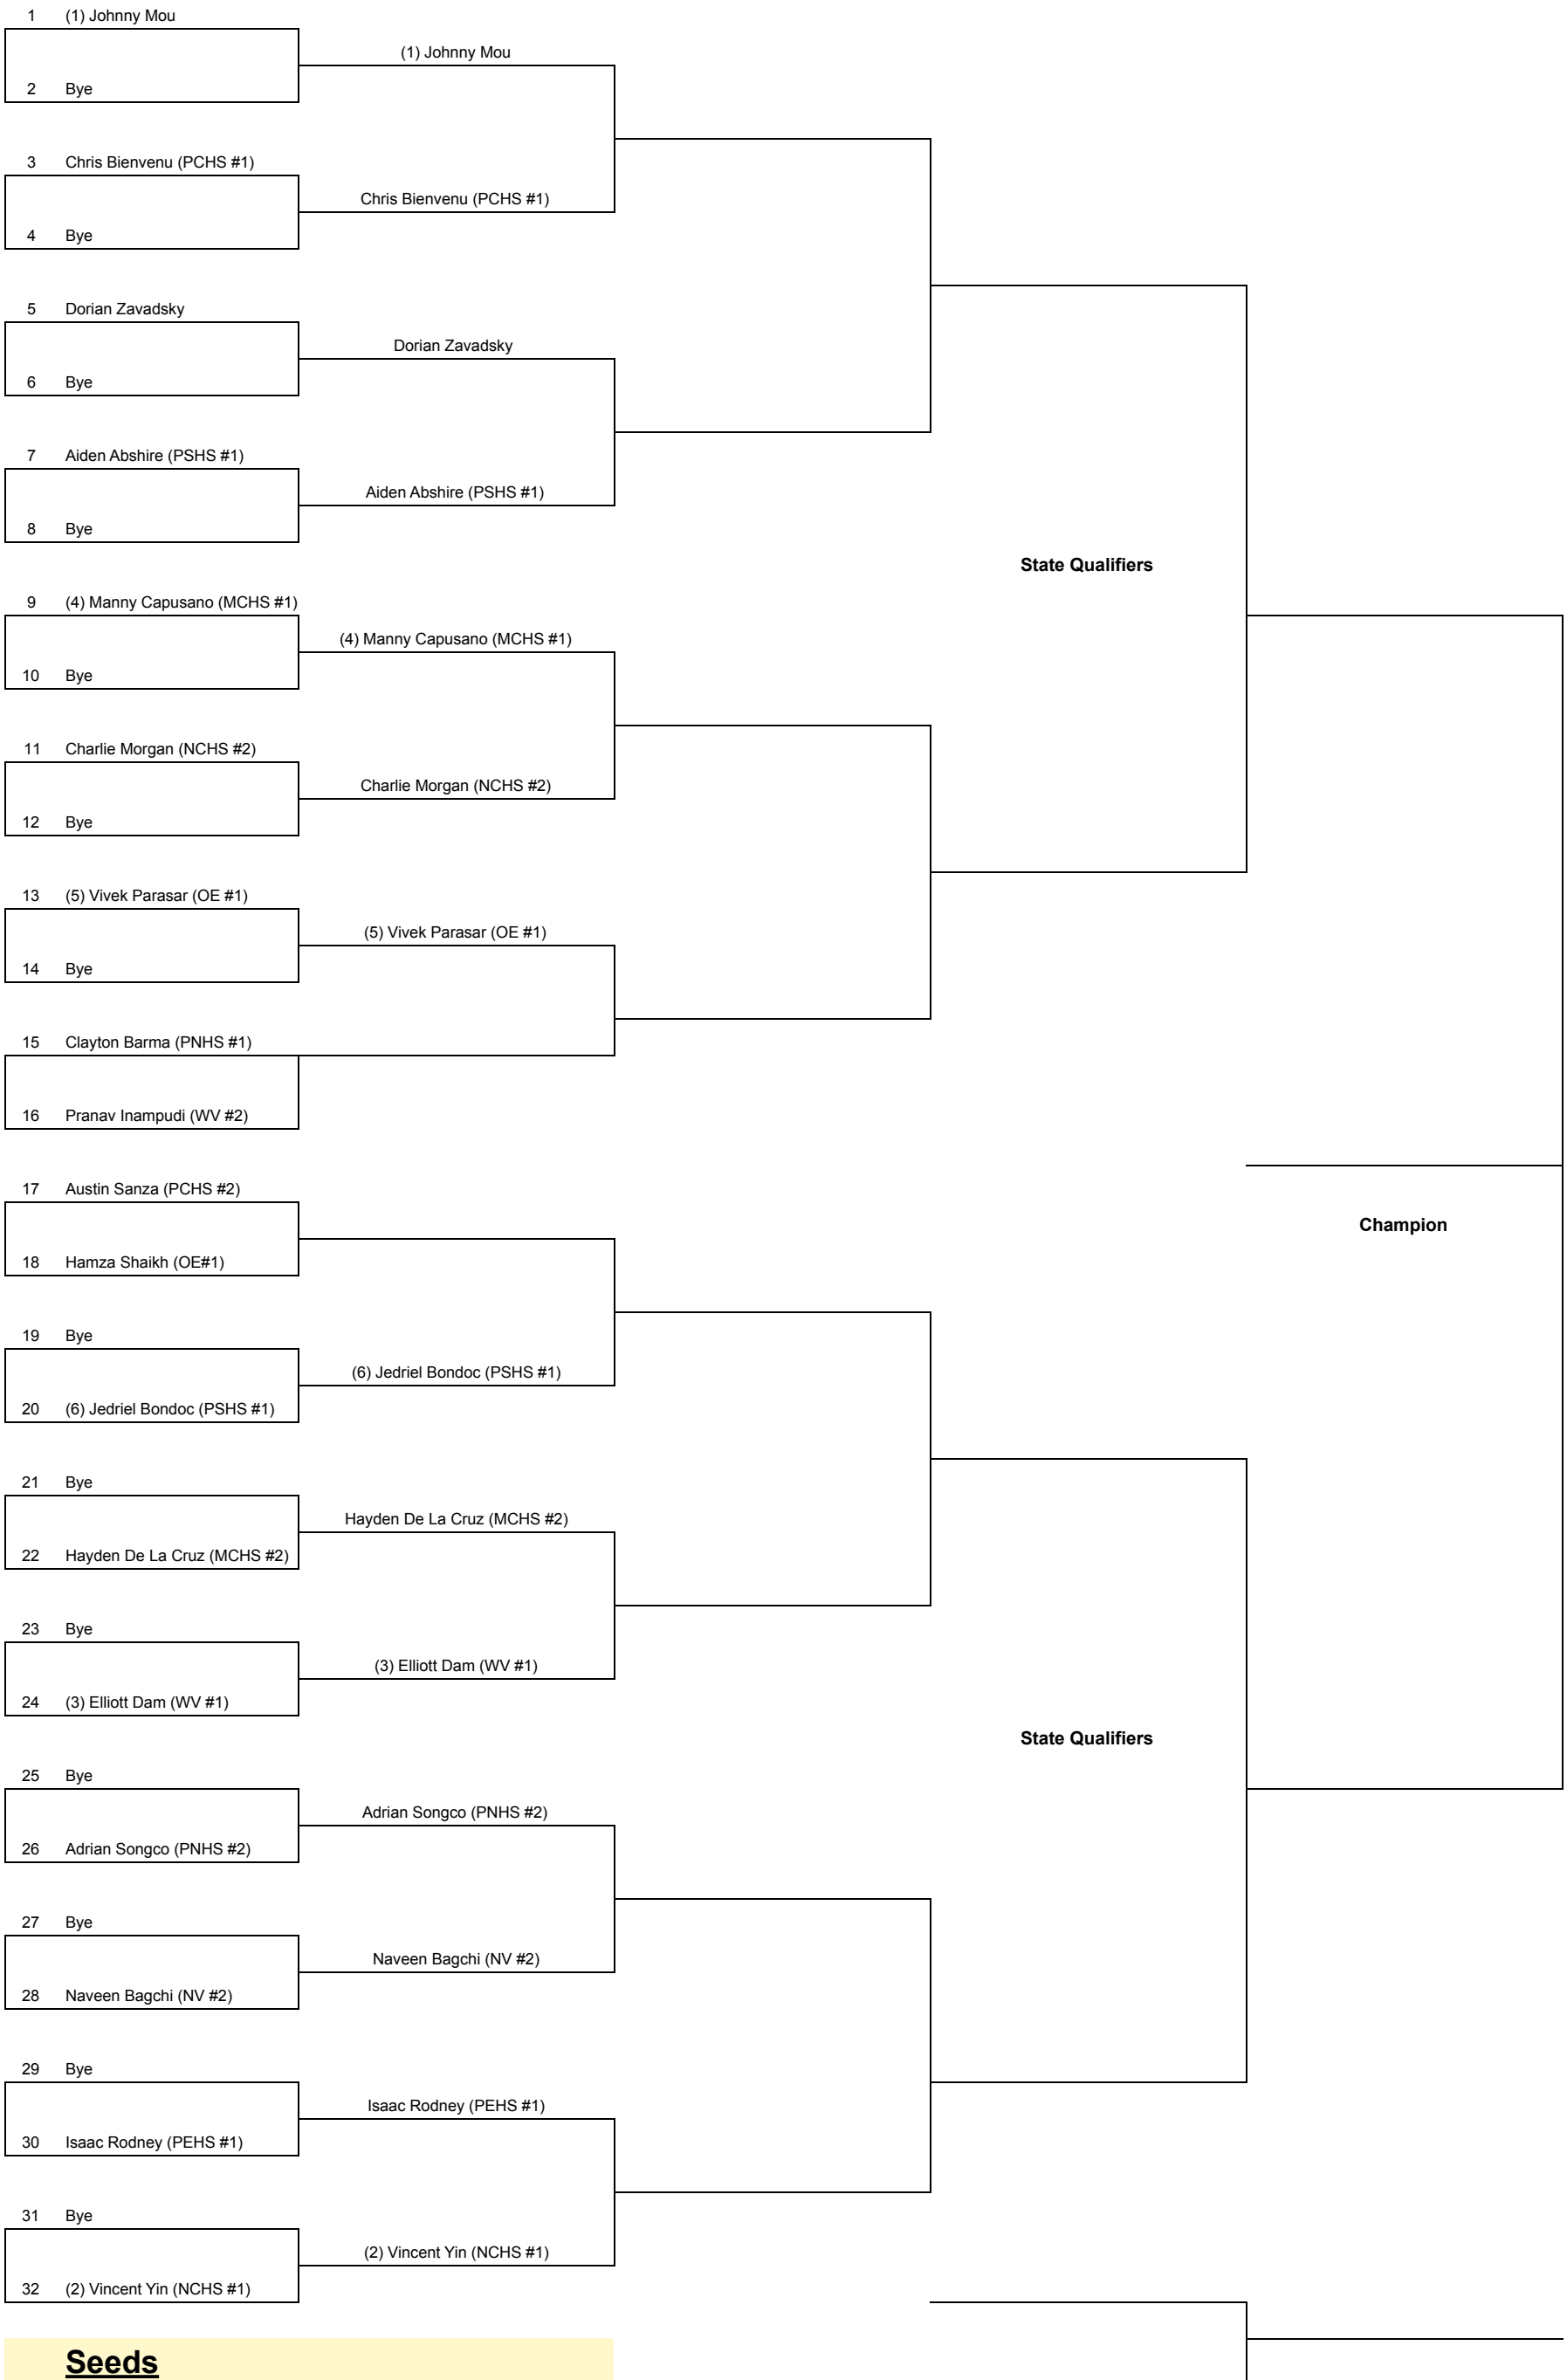 1 (1) Johnny Mou
(1) Johnny Mou
2 Bye
3 Chris Bienvenu (PCHS #1)
Chris Bienvenu (PCHS #1)
4 Bye
5 Dorian Zavadsky
Dorian Zavadsky
6 Bye
7 Aiden Abshire (PSHS #1)
Aiden Abshire (PSHS #1)
8 Bye
State Qualifiers
9 (4) Manny Capusano (MCHS #1)
(4) Manny Capusano (MCHS #1)
10 Bye
11 Charlie Morgan (NCHS #2)
Charlie Morgan (NCHS #2)
12 Bye
13 (5) Vivek Parasar (OE #1)
(5) Vivek Parasar (OE #1)
14 Bye
15 Clayton Barma (PNHS #1)
16 Pranav Inampudi (WV #2)
17 Austin Sanza (PCHS #2)
Champion
18 Hamza Shaikh (OE#1)
19 Bye
(6) Jedriel Bondoc (PSHS #1)
20 (6) Jedriel Bondoc (PSHS #1)
21 Bye
Hayden De La Cruz (MCHS #2)
22 Hayden De La Cruz (MCHS #2)
23 Bye
(3) Elliott Dam (WV #1)
24 (3) Elliott Dam (WV #1)
State Qualifiers
25 Bye
Adrian Songco (PNHS #2)
26 Adrian Songco (PNHS #2)
27 Bye
Naveen Bagchi (NV #2)
28 Naveen Bagchi (NV #2)
29 Bye
Isaac Rodney (PEHS #1)
30 Isaac Rodney (PEHS #1)
31 Bye
(2) Vincent Yin (NCHS #1)
32 (2) Vincent Yin (NCHS #1)
Seeds